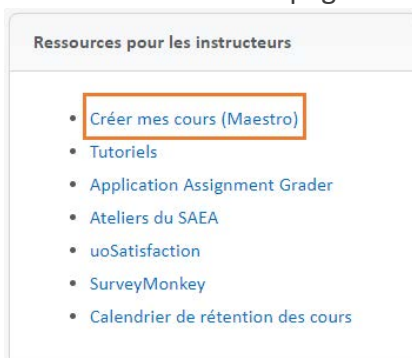 Ressources pour les instructeurs
Créer mes cours (Maestro)
Tutoriels
Application Assignment Grader
Ateliers du SAEA
uoSatisfaction
SurveyMonkey
Calendrier de rétention des cours